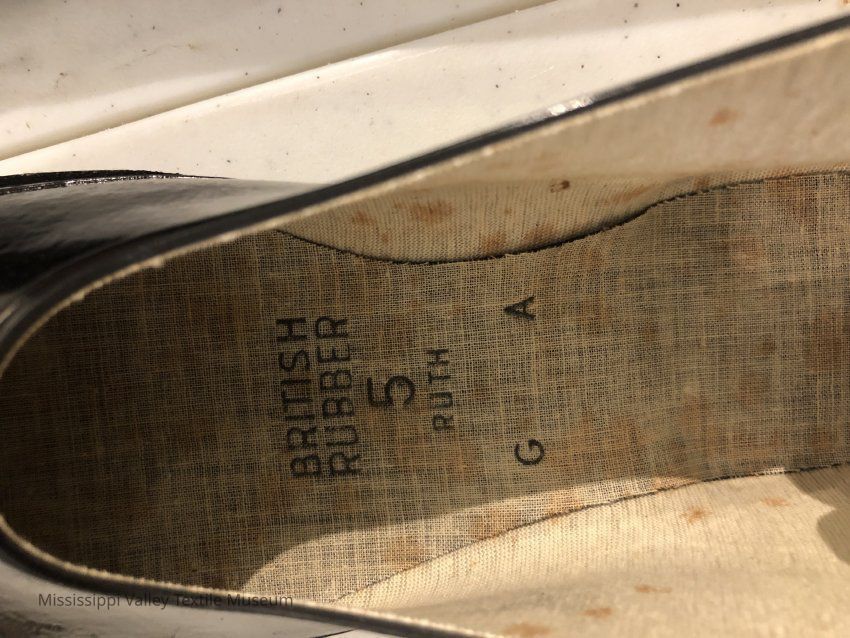 BRITISH
RUBBER
5
RUTH
G A
Mississippi Valley Textile Museum